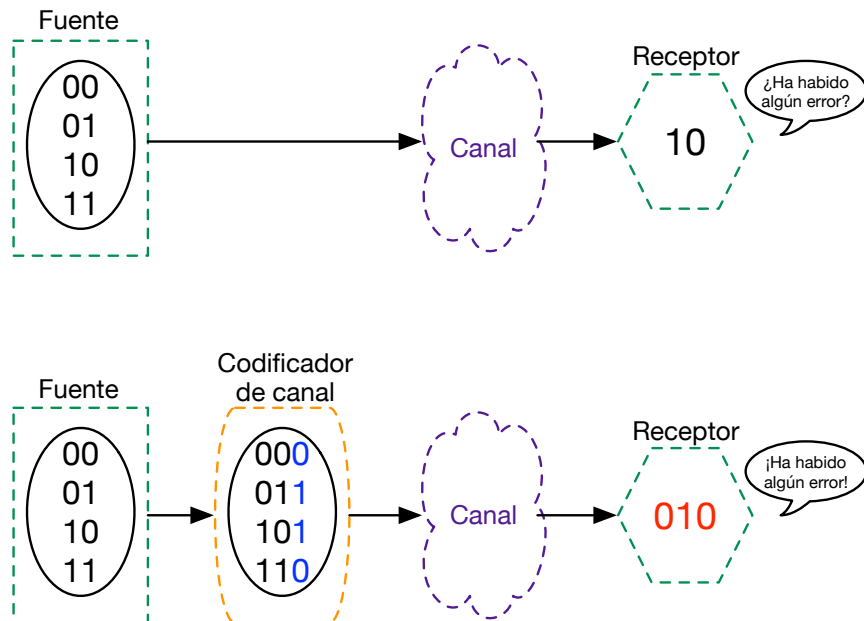 Fuente
00
01
10
11
Canal
Receptor
10
¿Ha habido
algún error?
Fuente
00
01
10
11
Codificador
de canal
000
011
101
110
Canal
Receptor
010
¡Ha habido
algún error!